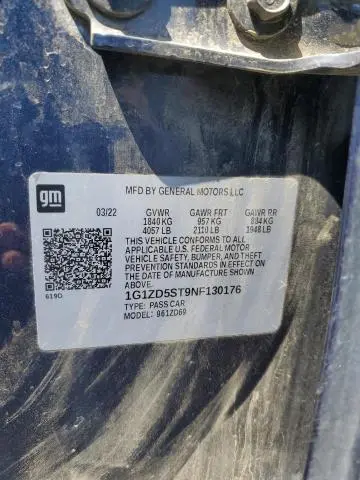 gm
MFD BY GENERAL MOTORS LLC
03/22 GVWR GAWR FRT GAWR RR
1840 KG 957 KG 884 KG
4057 LB 2110 LB 1948 LB
THIS VEHICLE CONFORMS TO ALL
APPLICABLE U.S. FEDERAL MOTOR
VEHICLE SAFETY, BUMPER, AND THEFT
PREVENTION STANDARDS IN EFFECT ON
THE DATE OF MANUFACTURE SHOWN
ABOVE.
619D
1G1ZD5ST9NF130176
TYPE: PASS CAR
MODEL: 961ZD69